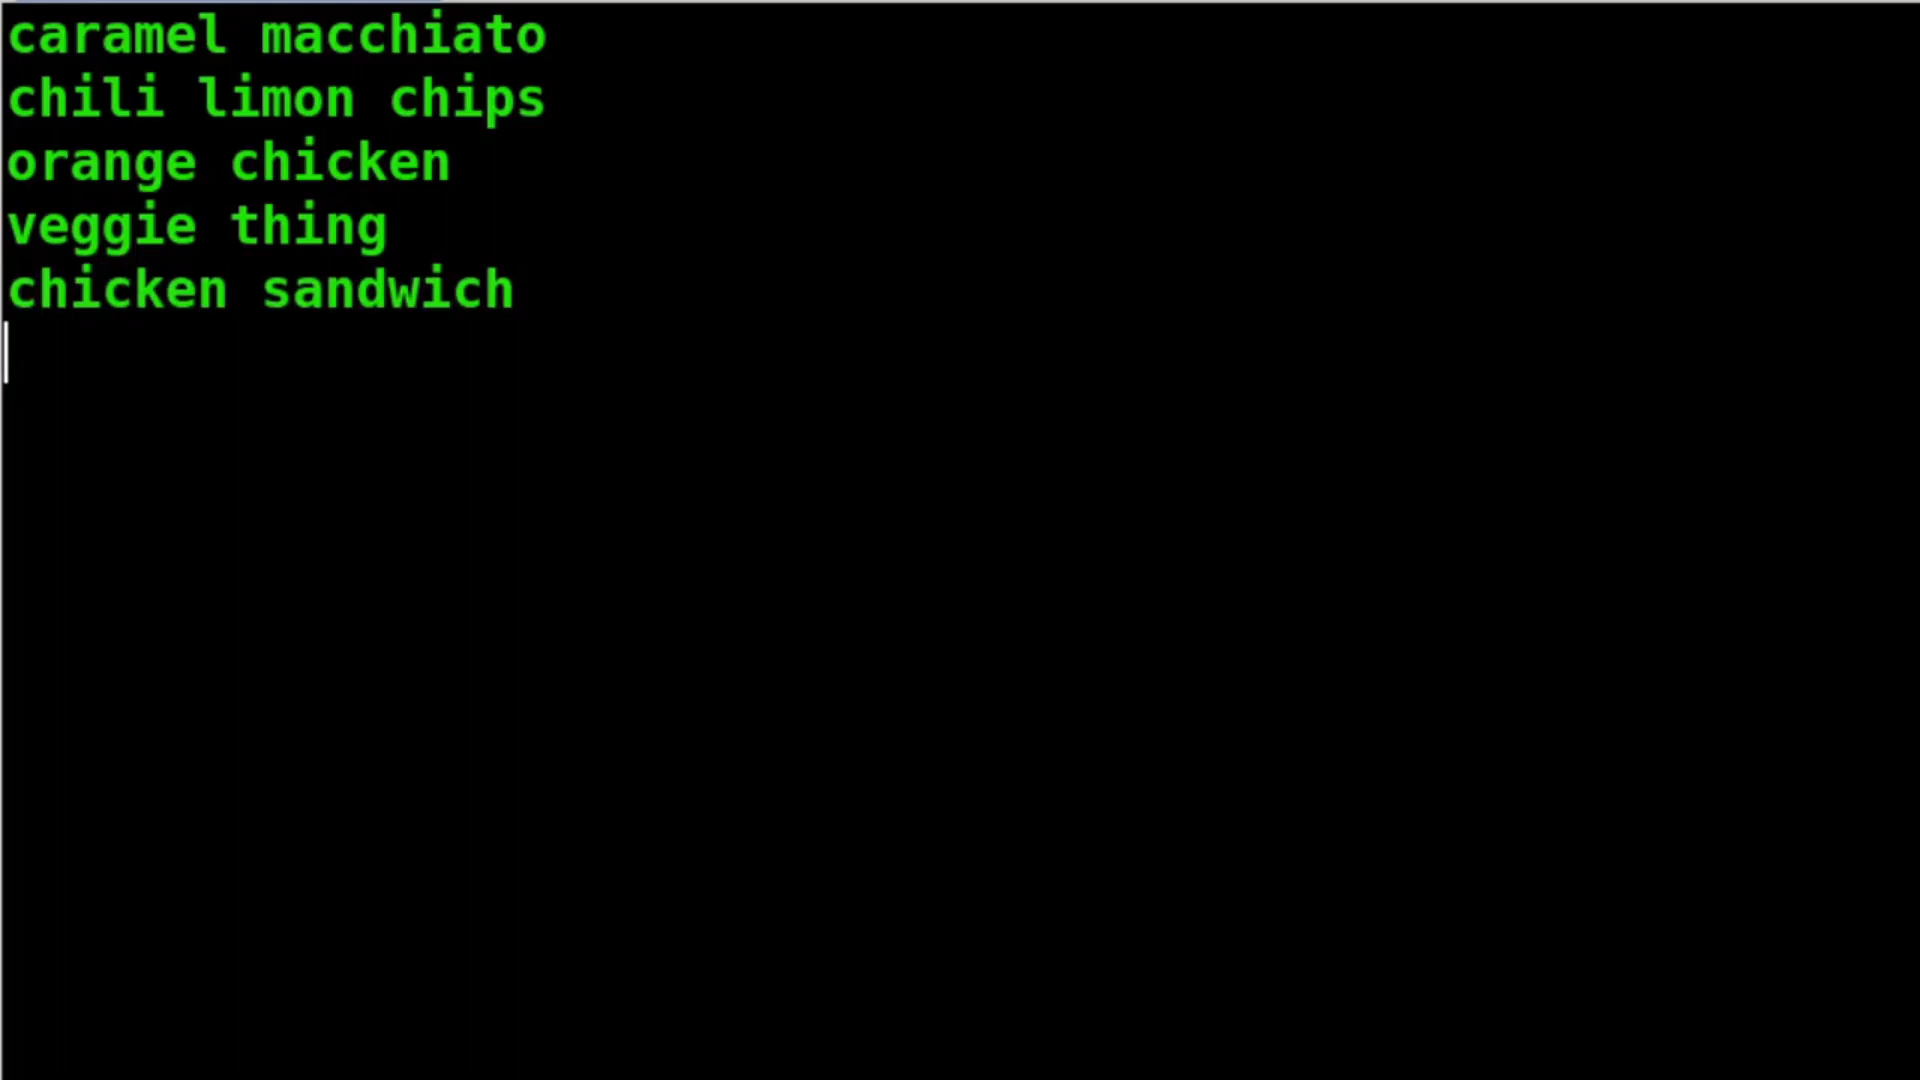 caramel macchiato
chili limon chips
orange chicken
veggie thing
chicken sandwich